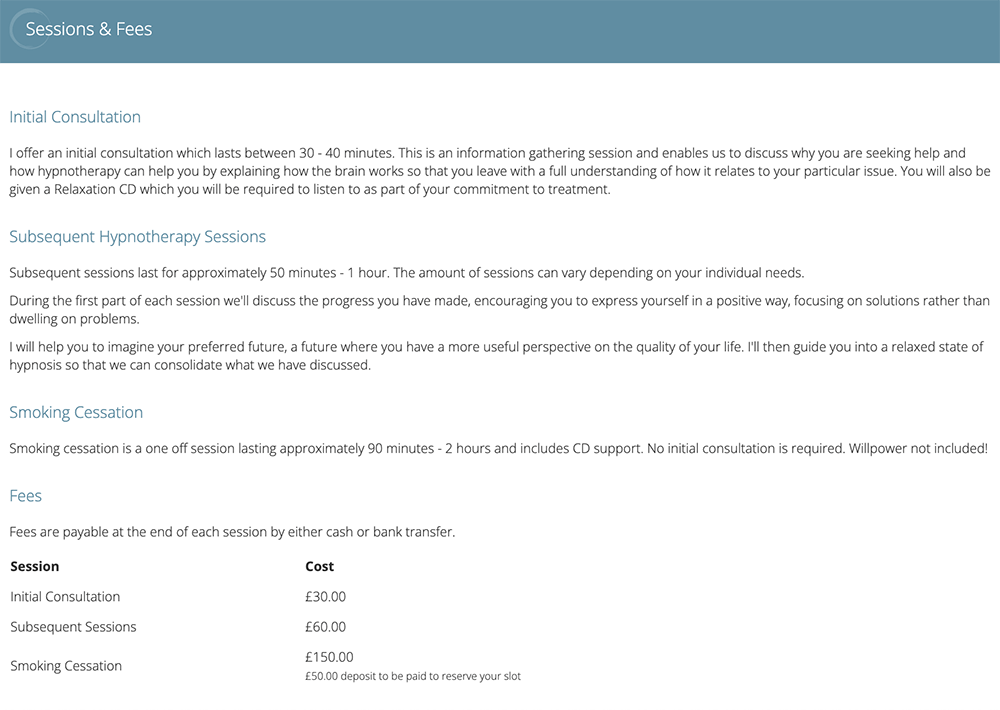 Sessions & Fees
Initial Consultation
I offer an initial consultation which lasts between 30 - 40 minutes. This is an information gathering session and enables us to discuss why you are seeking help and
how hypnotherapy can help you by explaining how the brain works so that you leave with a full understanding of how it relates to your particular issue. You will also be
given a Relaxation CD which you will be required to listen to as part of your commitment to treatment.
Subsequent Hypnotherapy Sessions
Subsequent sessions last for approximately 50 minutes - 1 hour. The amount of sessions can vary depending on your individual needs.
During the first part of each session we'll discuss the progress you have made, encouraging you to express yourself in a positive way, focusing on solutions rather than
dwelling on problems.
I will help you to imagine your preferred future, a future where you have a more useful perspective on the quality of your life. I'll then guide you into a relaxed state of
hypnosis so that we can consolidate what we have discussed.
Smoking Cessation
Smoking cessation is a one off session lasting approximately 90 minutes - 2 hours and includes CD support. No initial consultation is required. Willpower not included!
Fees
Fees are payable at the end of each session by either cash or bank transfer.
Session Cost
Initial Consultation £30.00
Subsequent Sessions £60.00
Smoking Cessation £150.00
£50.00 deposit to be paid to reserve your slot